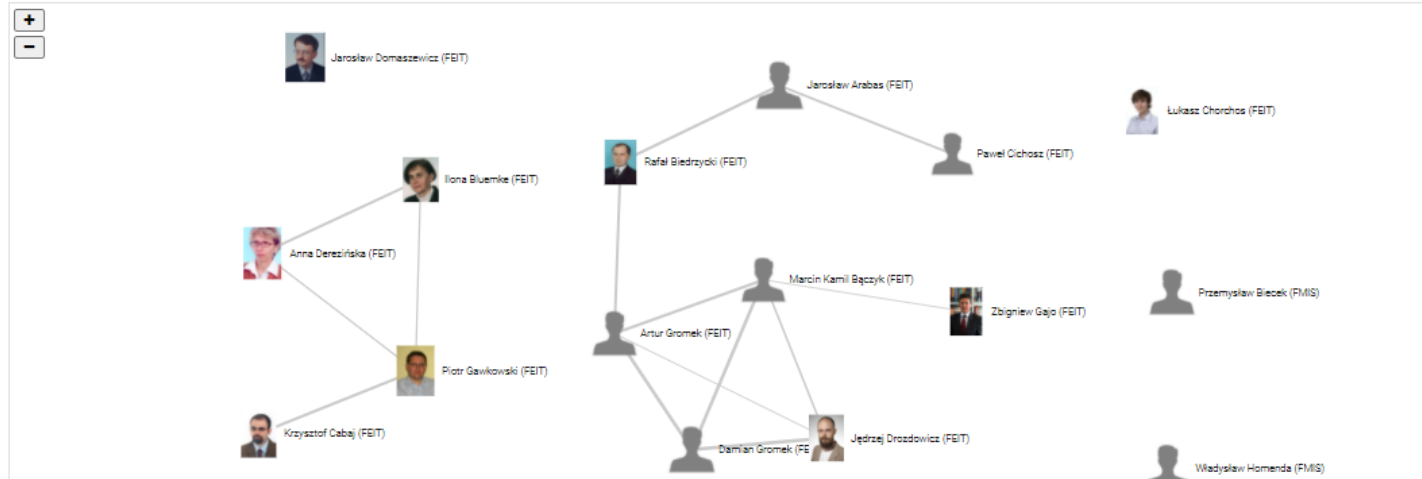 +
−
Jarosław Domaszewicz (FEIT)
Jarosław Arabas (FEIT)
Łukasz Chorchos (FEIT)
Rafał Biedrzycki (FEIT)
Paweł Cichosz (FEIT)
Ilona Bluemke (FEIT)
Anna Derezińska (FEIT)
Marcin Kamil Bączyk (FEIT)
Przemysław Biecek (FMIS)
Zbigniew Gajo (FEIT)
Artur Gromek (FEIT)
Piotr Gawkowski (FEIT)
Krzysztof Cabaj (FEIT)
Jędrzej Drozdowicz (FEIT)
Damian Gromek (FE
Władysław Homenda (FMIS)